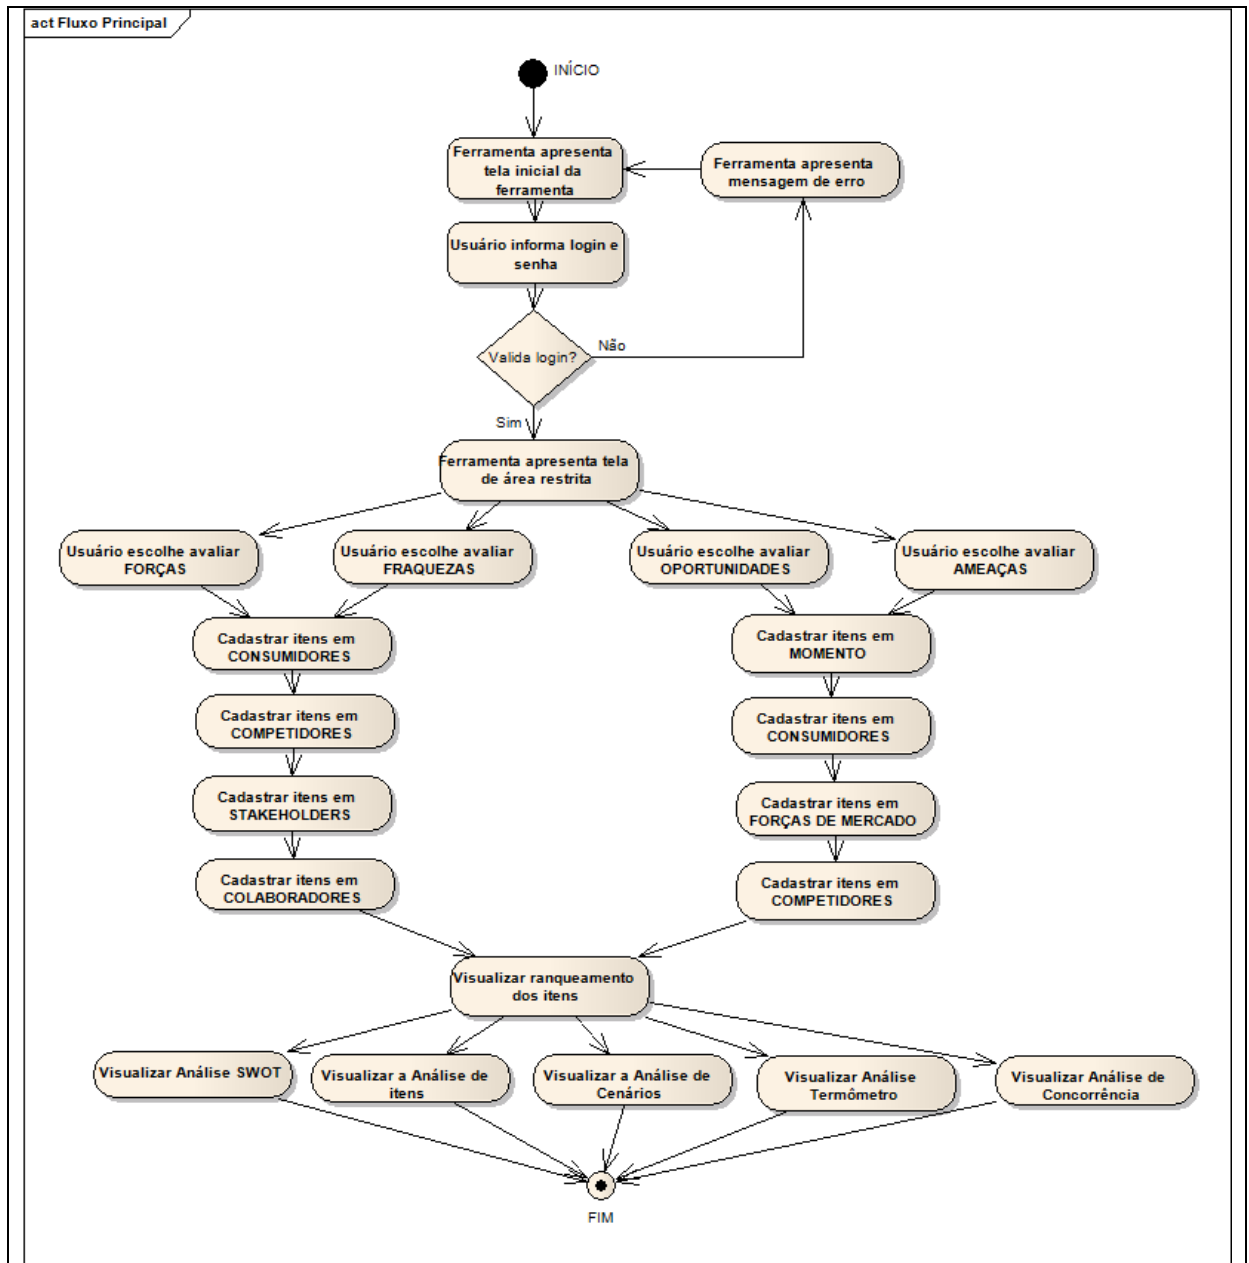 act Fluxo Principal
INÍCIO
Ferramenta apresenta
tela inicial da
ferramenta
Ferramenta apresenta
mensagem de erro
Usuário informa login e
senha
Valida login?
Não
Sim
Ferramenta apresenta tela
de área restrita
Usuário escolhe avaliar
FORÇAS
Usuário escolhe avaliar
FRAQUEZAS
Usuário escolhe avaliar
OPORTUNIDADES
Usuário escolhe avaliar
AMEAÇAS
Cadastrar itens em
CONSUMIDORES
Cadastrar itens em
COMPETIDORES
Cadastrar itens em
STAKEHOLDERS
Cadastrar itens em
COLABORADORES
Cadastrar itens em
MOMENTO
Cadastrar itens em
CONSUMIDORES
Cadastrar itens em
FORÇAS DE MERCADO
Cadastrar itens em
COMPETIDORES
Visualizar ranqueamento
dos itens
Visualizar Análise SWOT
Visualizar a Análise de
itens
Visualizar a Análise de
Cenários
Visualizar Análise
Termômetro
Visualizar Análise de
Concorrência
FIM